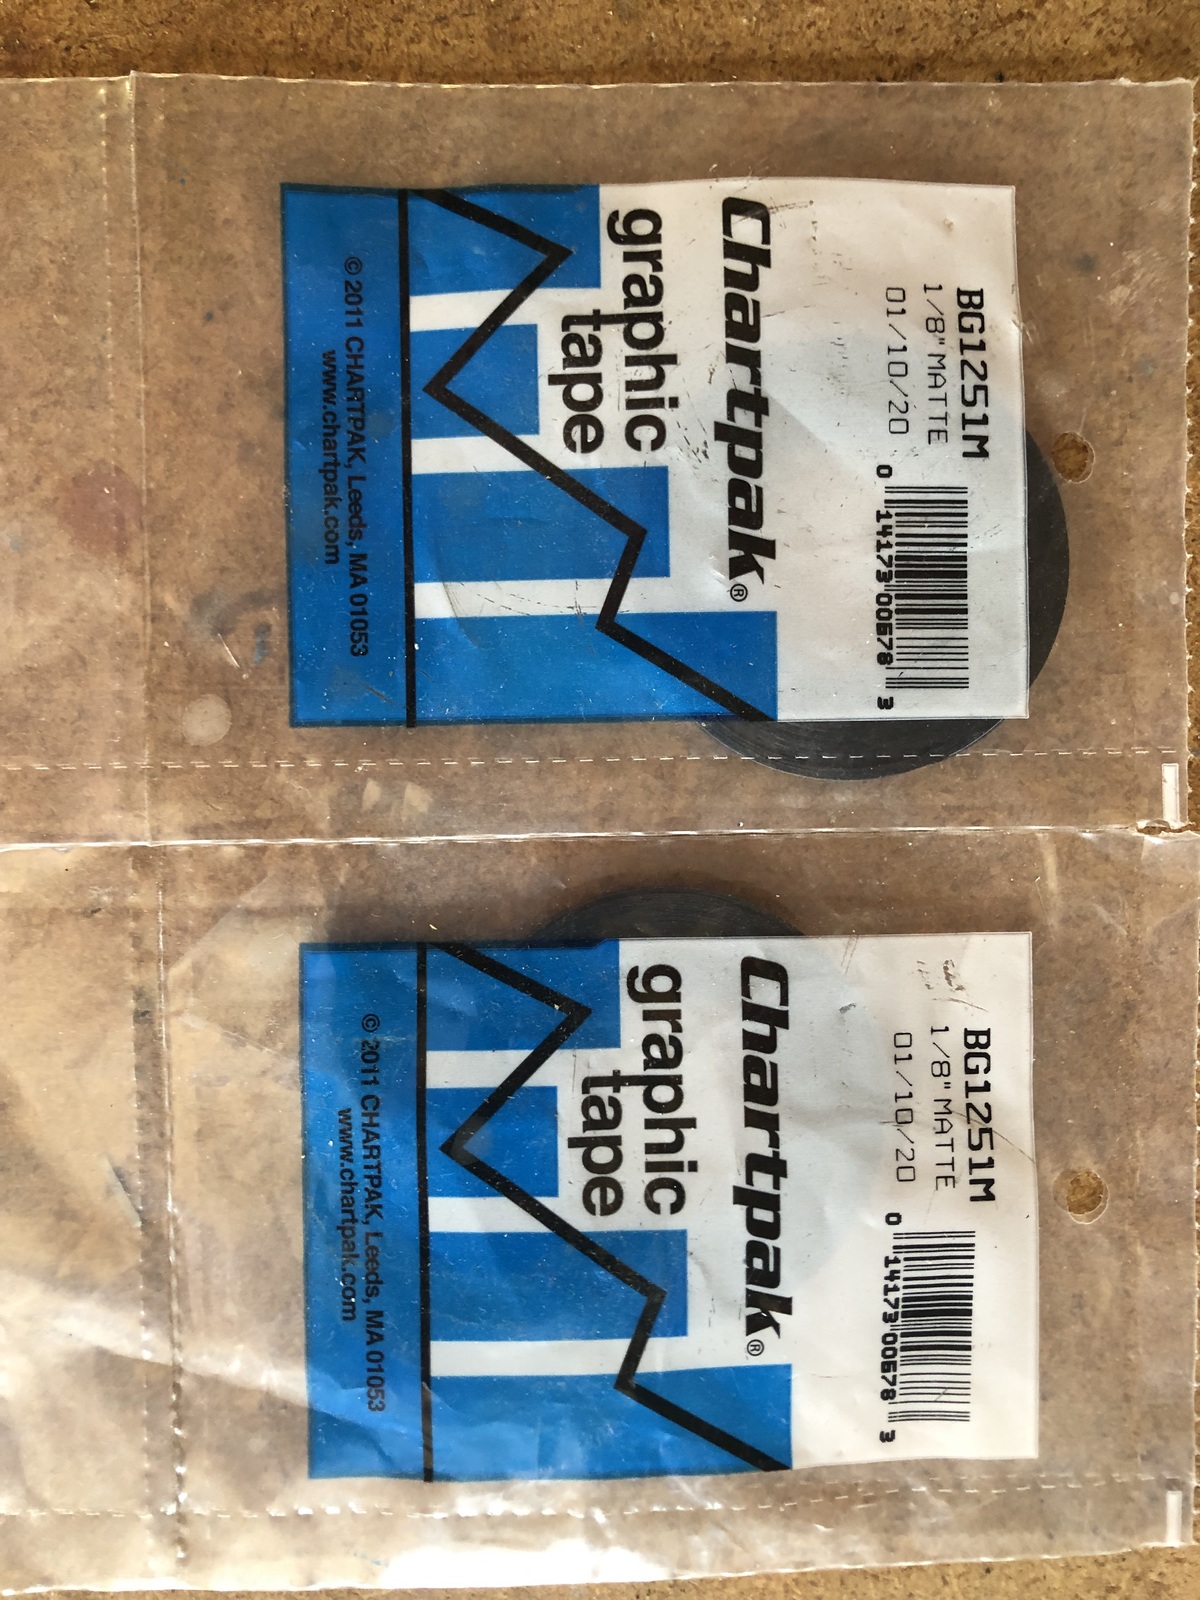 BG1251M
1/8" MATTE
01/10/20
0 14173 00578 3
Chartpak®
graphic
tape
© 2011 CHARTPAK, Leeds, MA 01053
www.chartpak.com
BG1251M
1/8" MATTE
01/10/20
0 14173 00578 3
Chartpak®
graphic
tape
© 2011 CHARTPAK, Leeds, MA 01053
www.chartpak.com